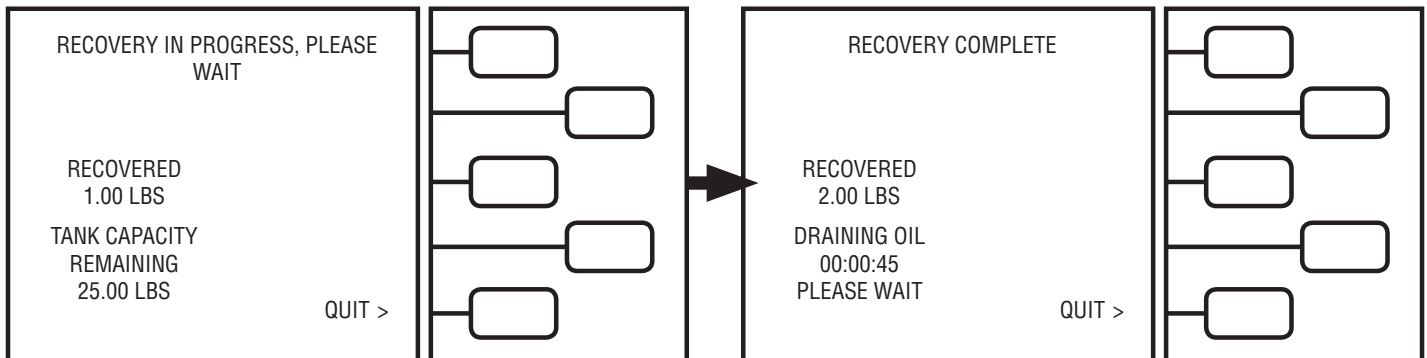 RECOVERY IN PROGRESS, PLEASE
WAIT
RECOVERED
1.00 LBS
TANK CAPACITY
REMAINING
25.00 LBS
QUIT >
RECOVERY COMPLETE
RECOVERED
2.00 LBS
DRAINING OIL
00:00:45
PLEASE WAIT
QUIT >